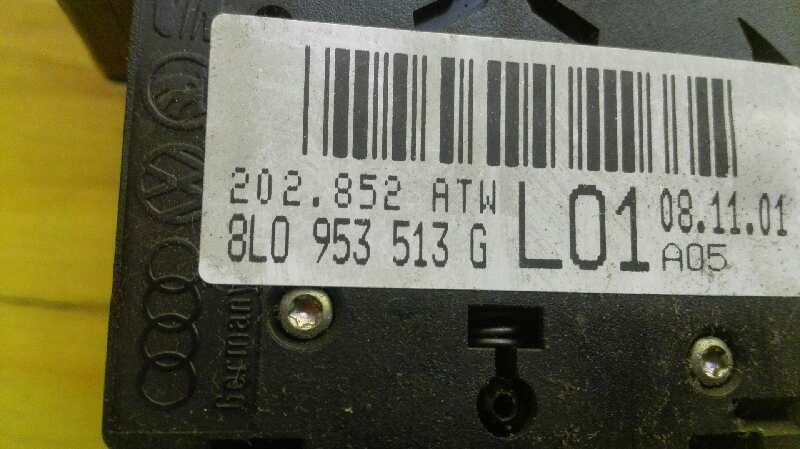 202.852 ATW
8L0 953 513 G
L01
08.11.01
A05
Germany